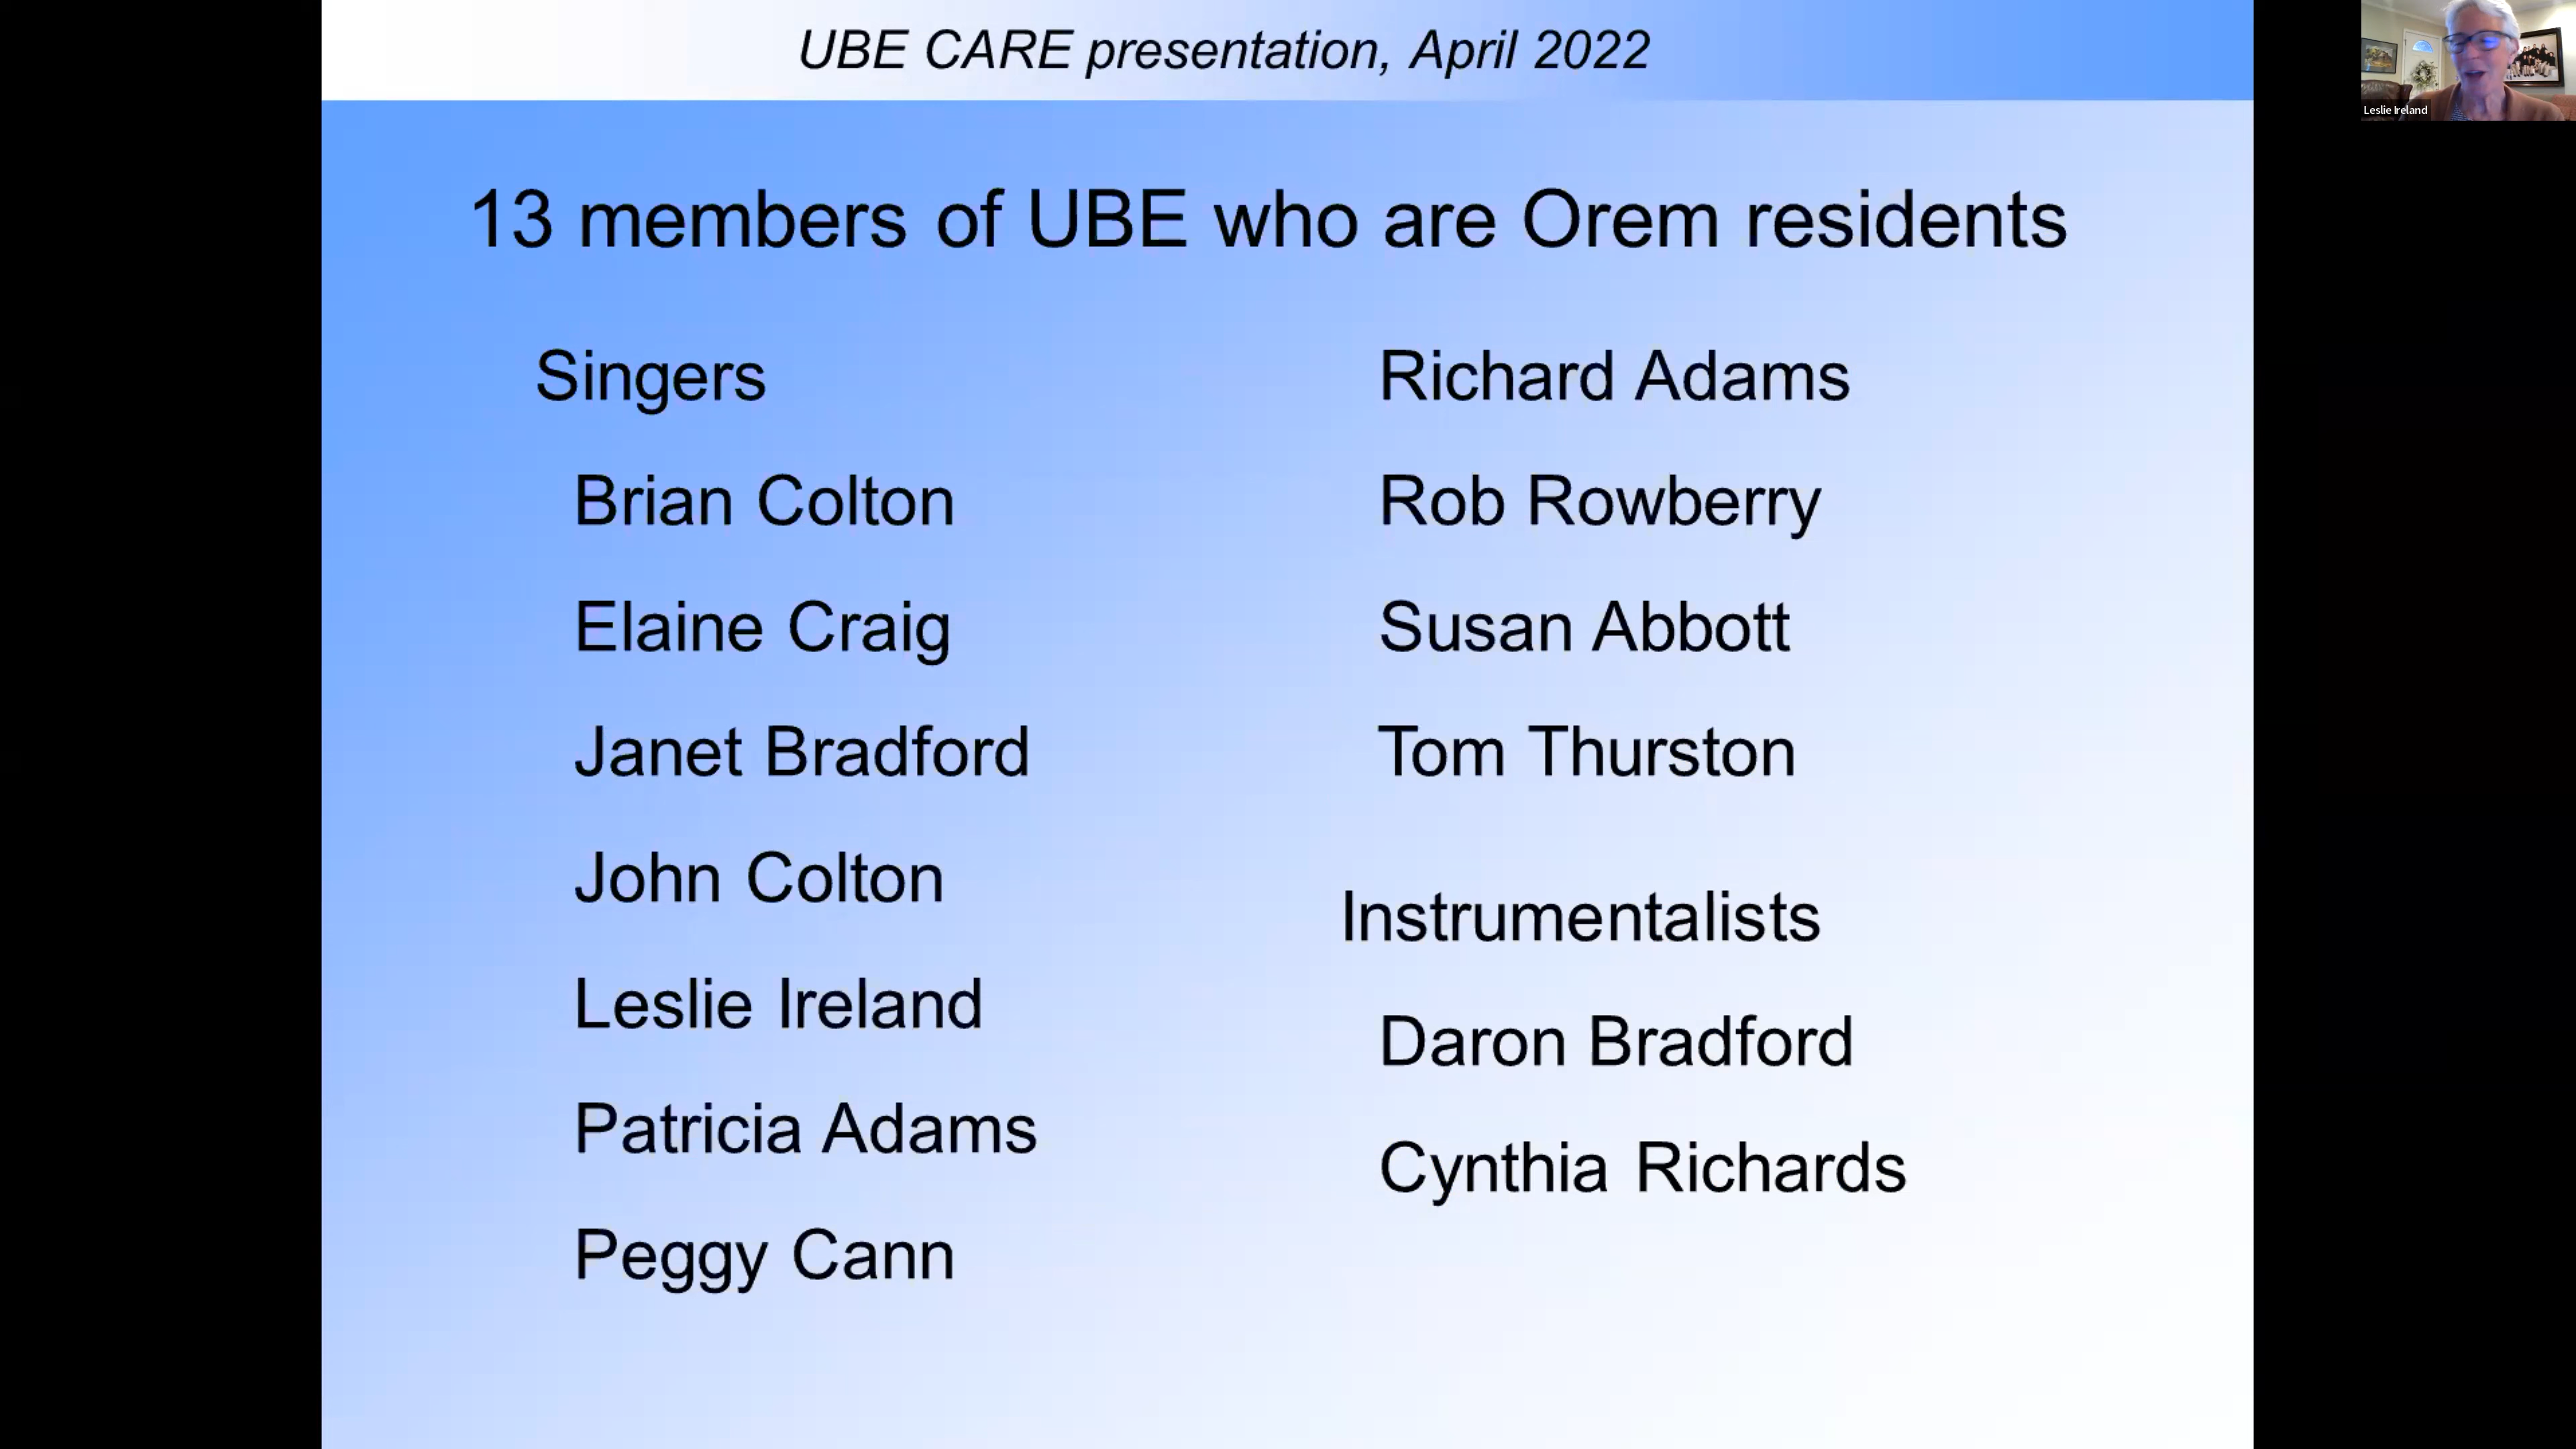 UBE CARE presentation, April 2022
Leslie Ireland
13 members of UBE who are Orem residents
Singers
Brian Colton
Elaine Craig
Janet Bradford
John Colton
Leslie Ireland
Patricia Adams
Peggy Cann
Richard Adams
Rob Rowberry
Susan Abbott
Tom Thurston
Instrumentalists
Daron Bradford
Cynthia Richards